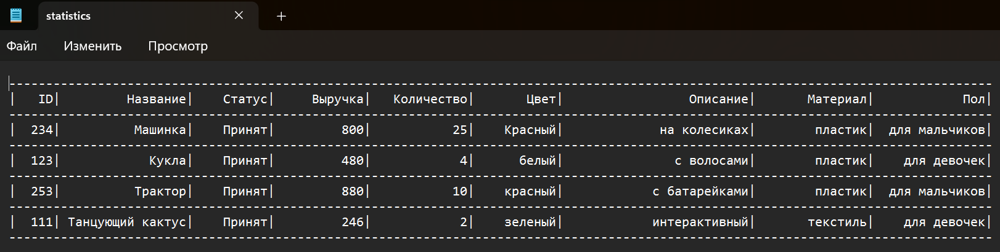 statistics
Файл Изменить Просмотр
-------------------------------------------------------------------------------------------------------------------------------------
|   ID|         Название|    Статус|     Выручка|   Количество|       Цвет|                 Описание|       Материал|            Пол|
-------------------------------------------------------------------------------------------------------------------------------------
|  234|          Машинка|    Принят|         800|           25|    Красный|             на колесиках|        пластик|  для мальчиков|
-------------------------------------------------------------------------------------------------------------------------------------
|  123|            Кукла|    Принят|         480|            4|      белый|               с волосами|        пластик|    для девочек|
-------------------------------------------------------------------------------------------------------------------------------------
|  253|          Трактор|    Принят|         880|           10|    красный|            с батарейками|        пластик|  для мальчиков|
-------------------------------------------------------------------------------------------------------------------------------------
|  111| Танцующий кактус|    Принят|         246|            2|    зеленый|            интерактивный|       текстиль|    для девочек|
-------------------------------------------------------------------------------------------------------------------------------------